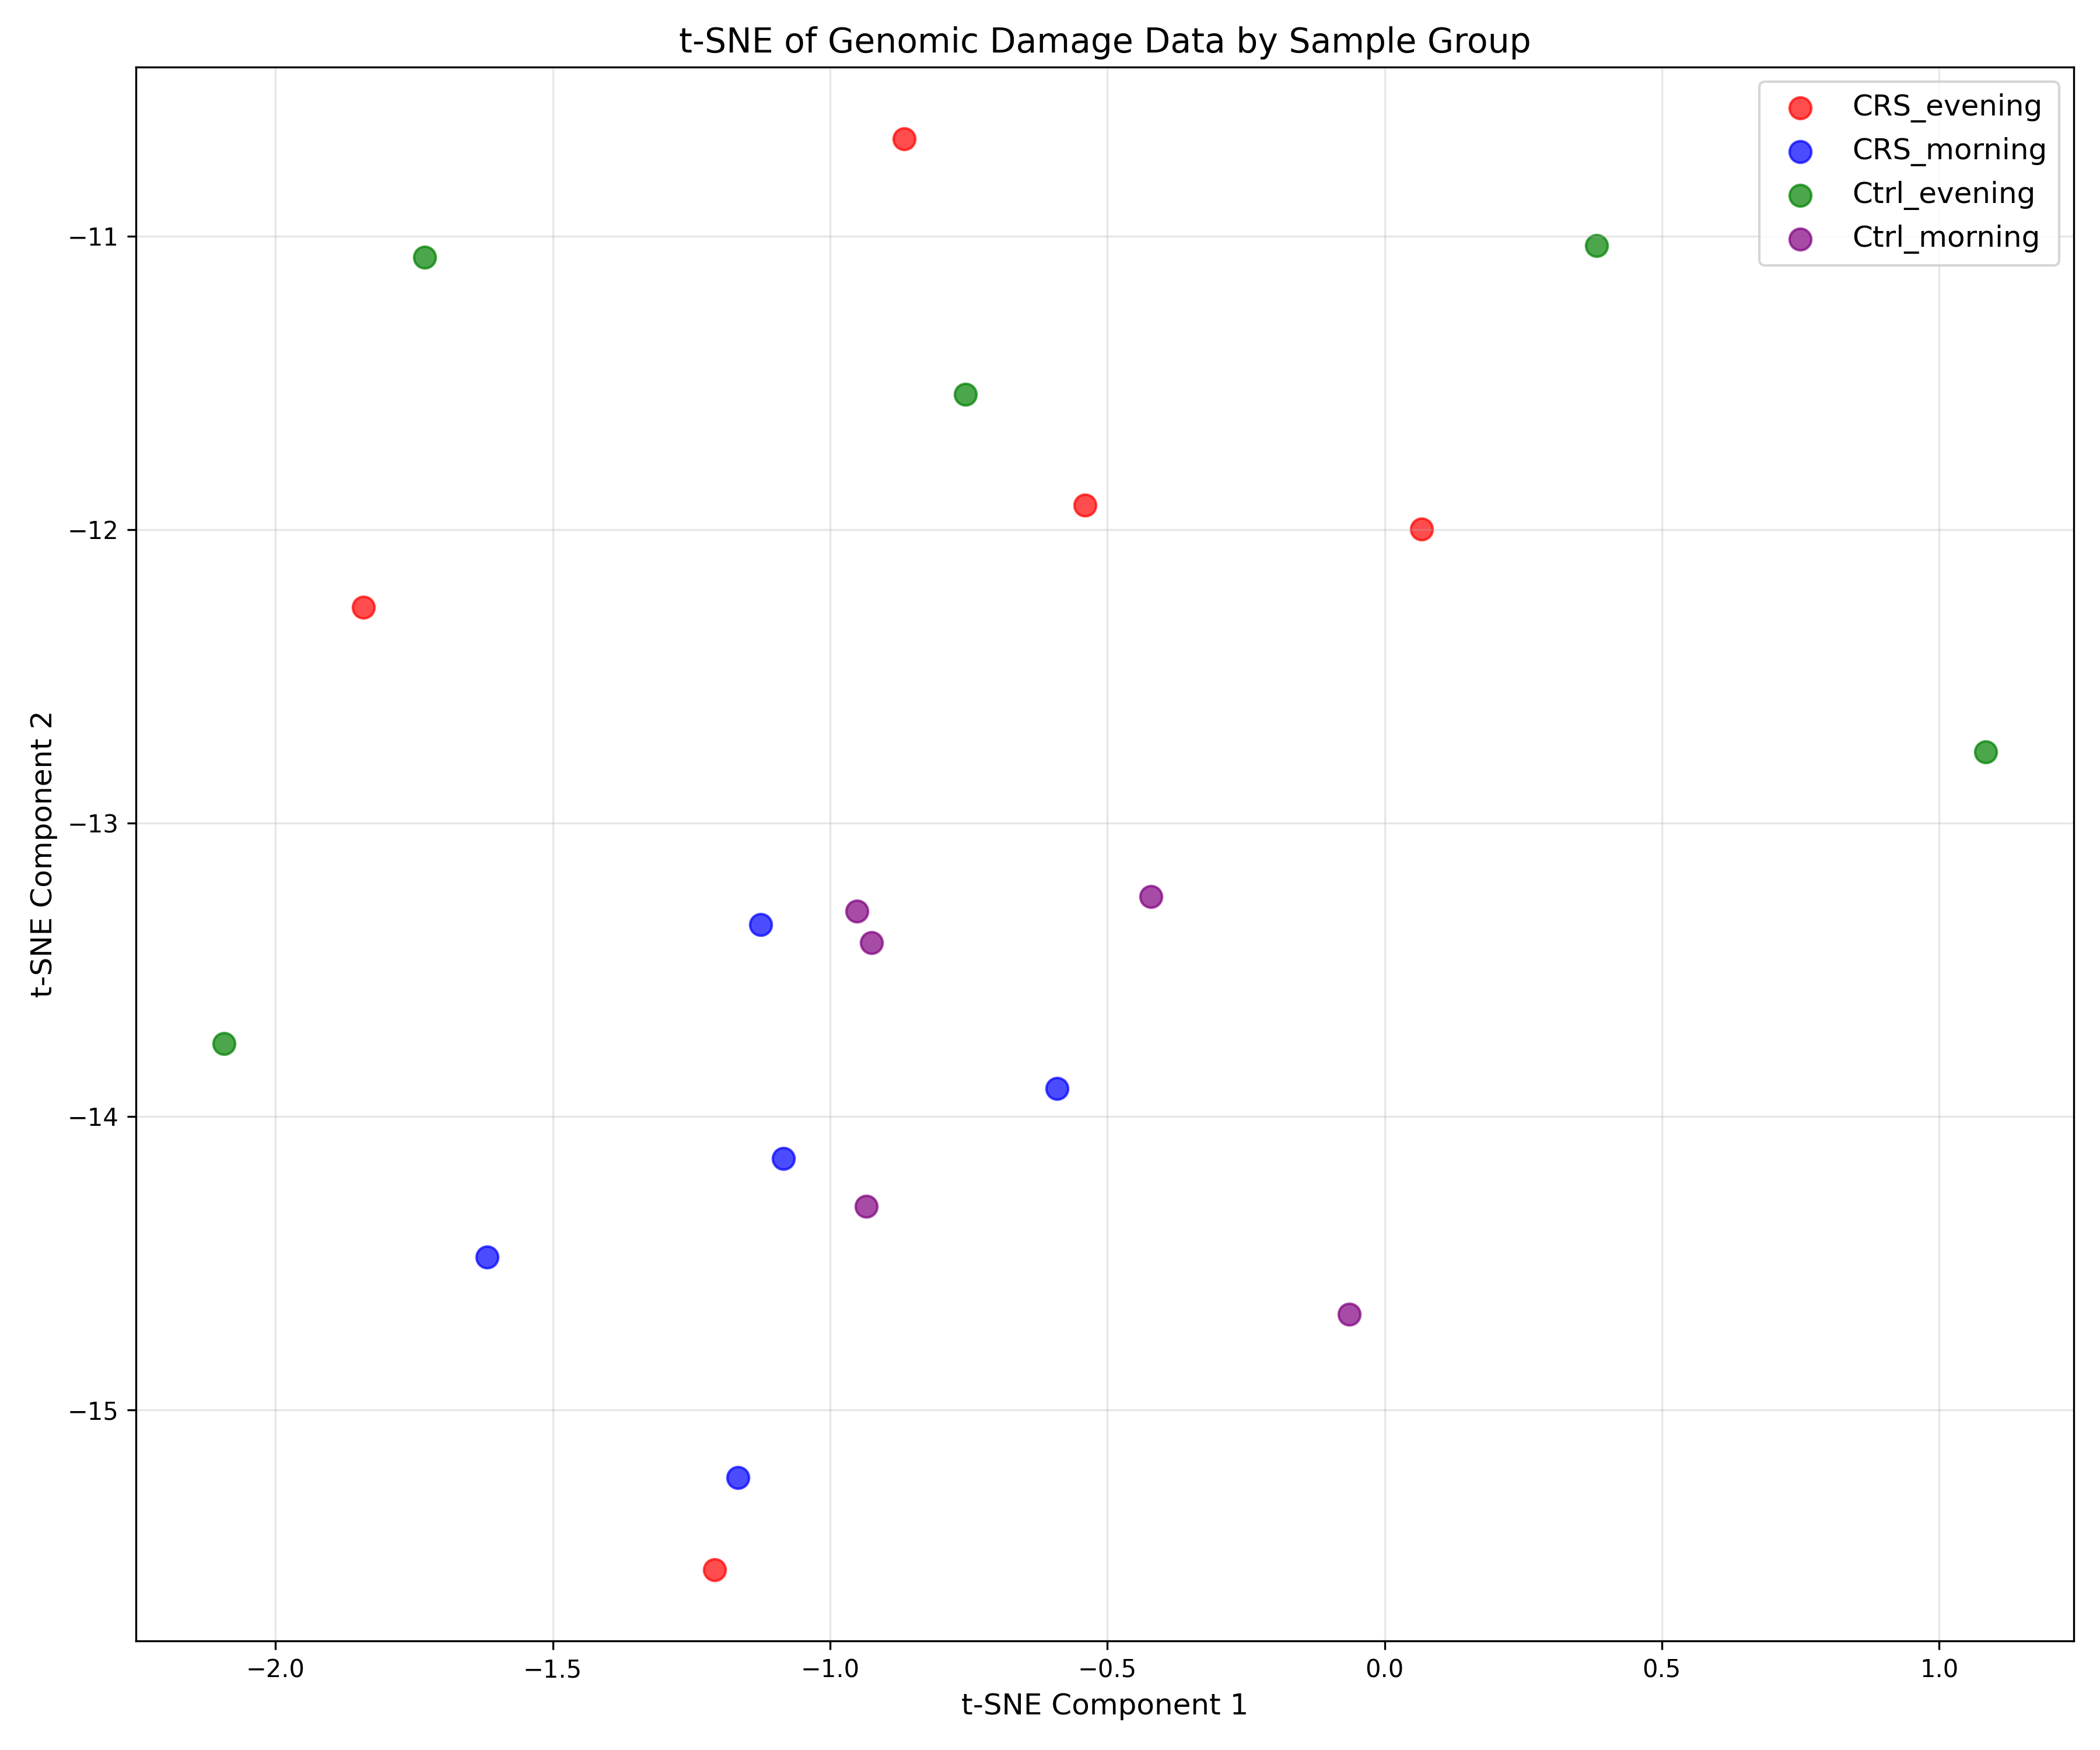 t-SNE of Genomic Damage Data by Sample Group
CRS_evening
CRS_morning
Ctrl_evening
Ctrl_morning
−11
−12
−13
−14
−15
t-SNE Component 2
−2.0
−1.5
−1.0
−0.5
0.0
0.5
1.0
t-SNE Component 1